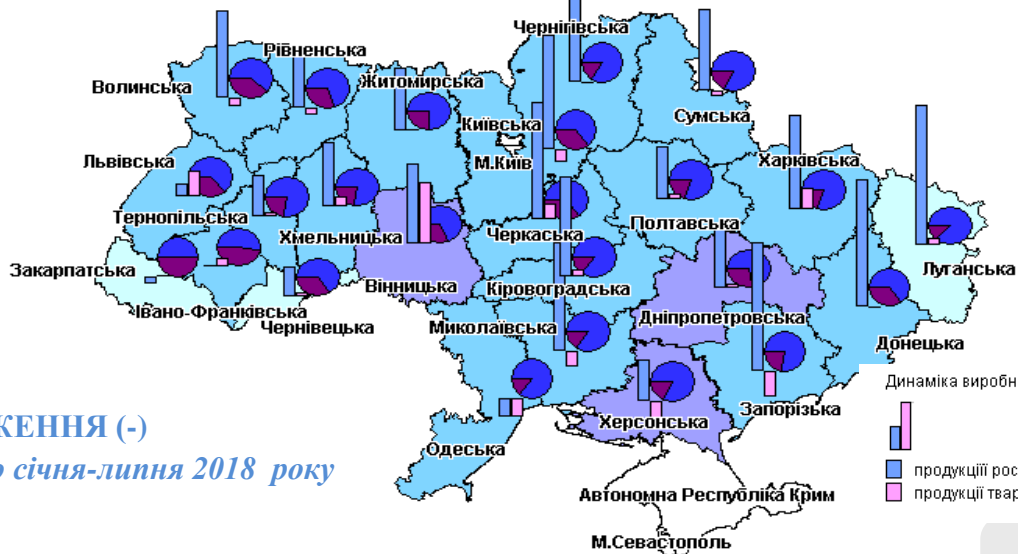 Чернігівська
Рівненська
Волинська
Житомирська
Сумська
Київська
Львівська
М.Київ
Харківська
Тернопільська
Полтавська
Хмельницька
Черкаська
Закарпатська
Вінницька
Кіровоградська
Луганська
Івано-Франківська
Чернівецька
Миколаївська
Дніпропетровська
Донецька
Динаміка виробн
ЖЕННЯ (-)
Запорізька
Херсонська
Одеська
січня-липня 2018 року
продукціїї рос
продукції твар
Автономна Республіка Крим
М.Севастополь